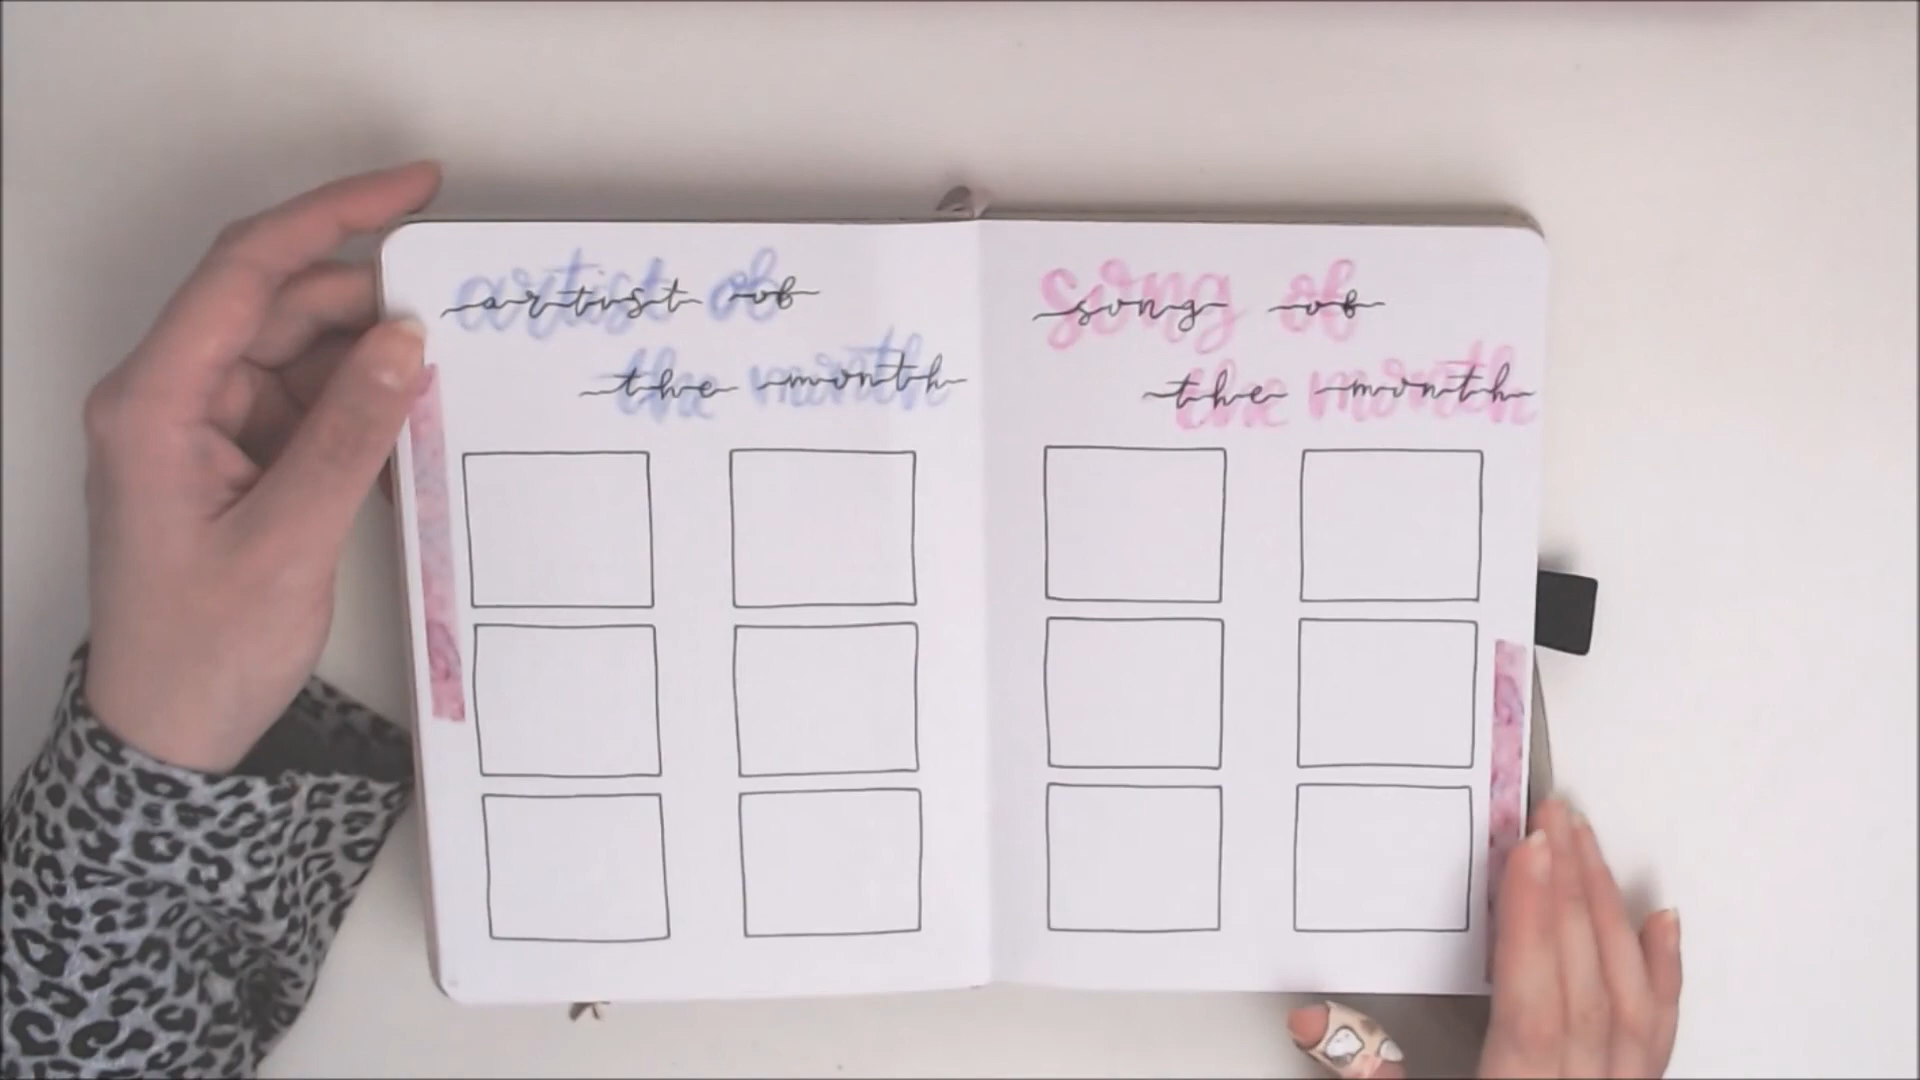 artist of
the month
song of
the month